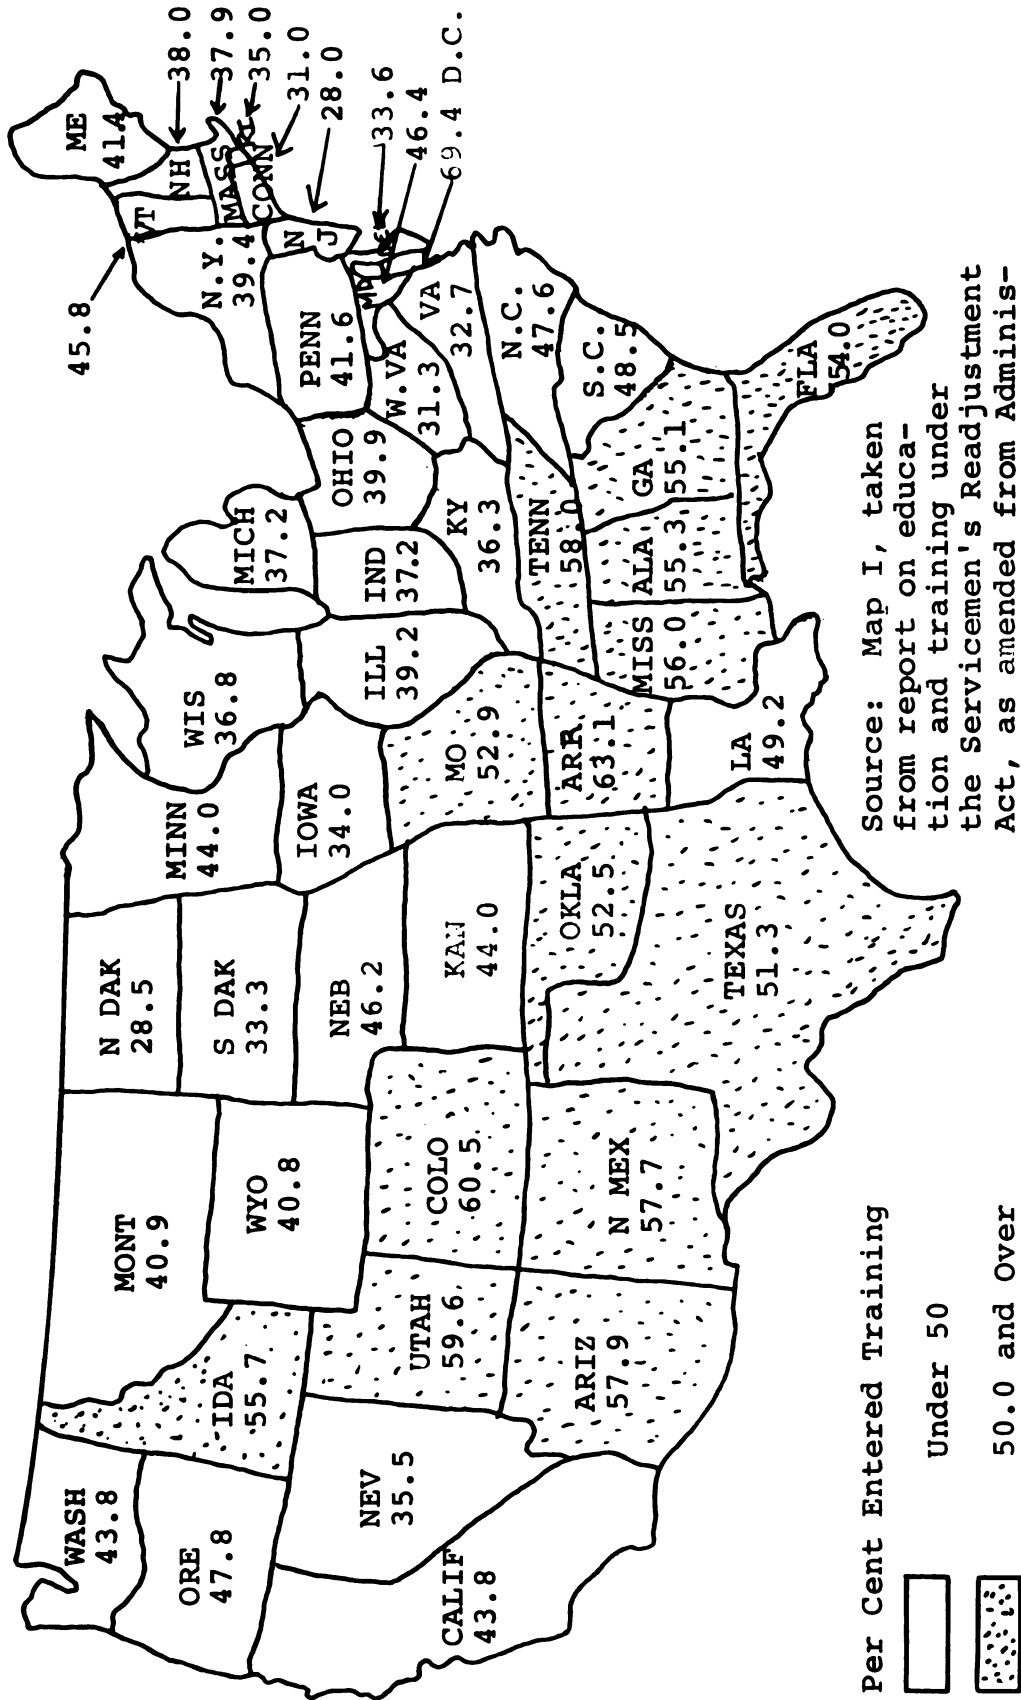 WASH
43.8
ORE
47.8
CALIF
43.8
NEV
35.5
IDA
55.7
MONT
40.9
WYO
40.8
UTAH
59.6
ARIZ
57.9
COLO
60.5
N MEX
57.7
N DAK
28.5
S DAK
33.3
NEB
46.2
KAN
44.0
OKLA
52.5
TEXAS
51.3
MINN
44.0
IOWA
34.0
MO
52.9
ARR
63.1
LA
49.2
WIS
36.8
ILL
39.2
MICH
37.2
IND
37.2
OHIO
39.9
KY
36.3
TENN
58.0
MISS
56.0
ALA
55.3
GA
55.1
FLA
54.0
S.C.
48.5
N.C.
47.6
VA
32.7
W.VA
31.3
PENN
41.6
N.Y.
39.4
45.8
VT
NH
ME
41.4
MASS
RI
CONN
N
J
MD
38.0
37.9
35.0
31.0
28.0
33.6
46.4
69.4 D.C.
Per Cent Entered Training
Under 50
50.0 and Over
Source: Map I, taken
from report on educa-
tion and training under
the Servicemen's Readjustment
Act, as amended from Adminis-